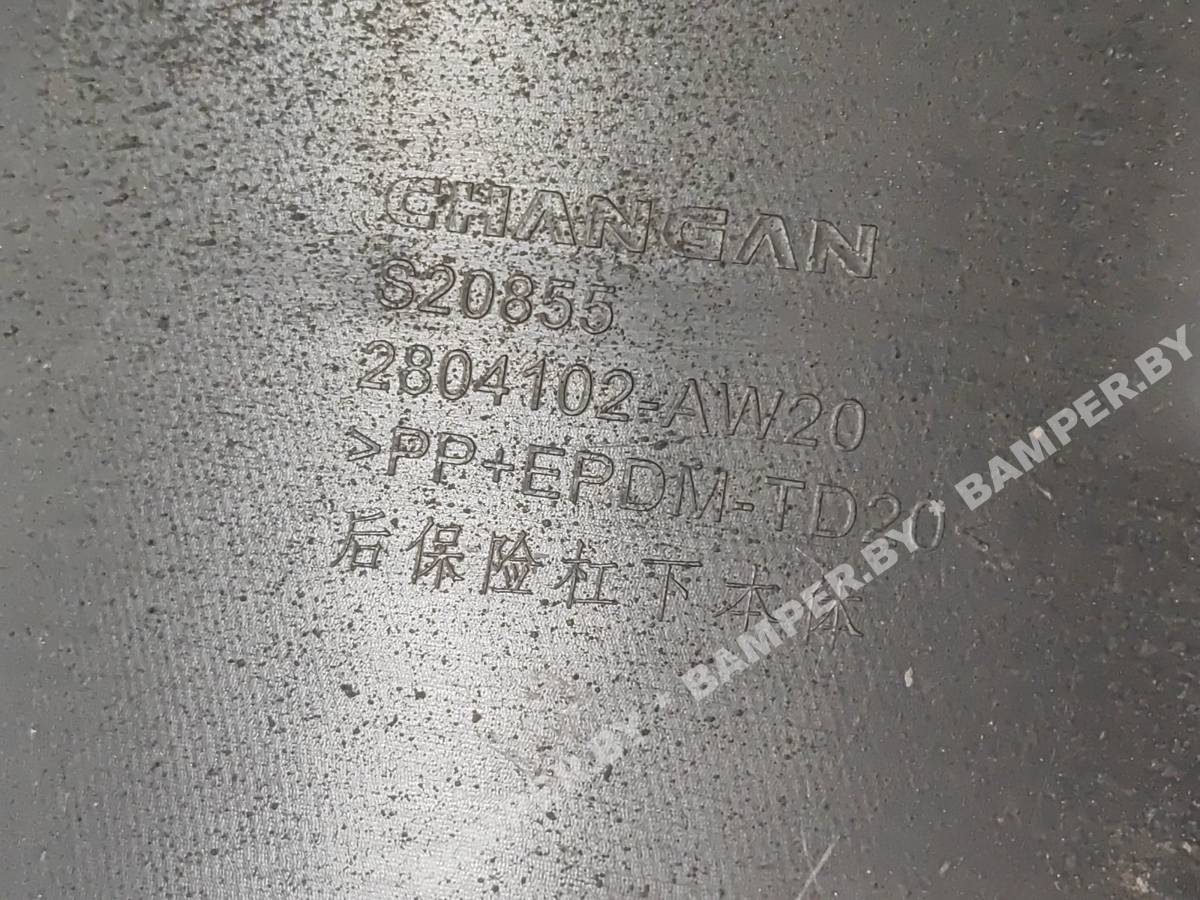 CHANGAN
S20855
2804102-AW20
>PP+EPDM-TD20<
后保险杠下本体
BY * BAMPER.BY * BAMPER.BY * BAMPER.BY